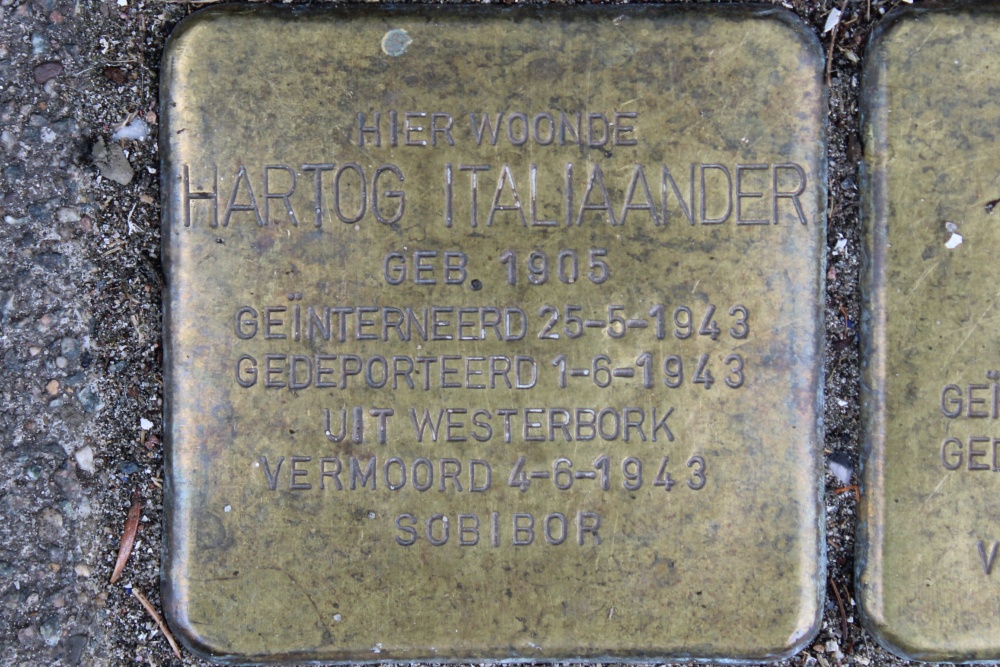 HIER WOONDE
HARTOG ITALIAANDER
GEB. 1905
GEÏNTERNEERD 25-5-1943
GEDEPORTEERD 1-6-1943
UIT WESTERBORK
VERMOORD 4-6-1943
SOBIBOR